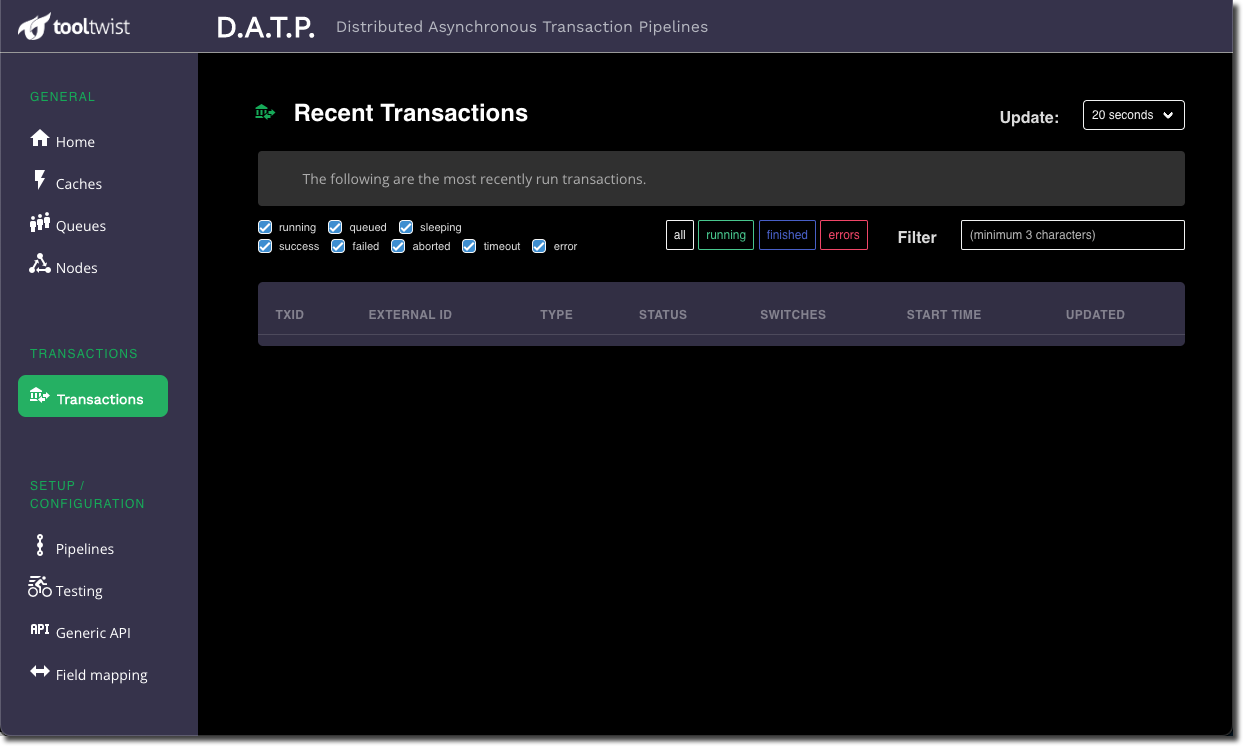 tooltwist
D.A.T.P. Distributed Asynchronous Transaction Pipelines
GENERAL
Home
Caches
Queues
Nodes
TRANSACTIONS
Transactions
SETUP /
CONFIGURATION
Pipelines
Testing
API Generic API
Field mapping
Recent Transactions
Update: 20 seconds
The following are the most recently run transactions.
running queued sleeping
success failed aborted timeout error
all running finished errors Filter (minimum 3 characters)
TXID EXTERNAL ID TYPE STATUS SWITCHES START TIME UPDATED